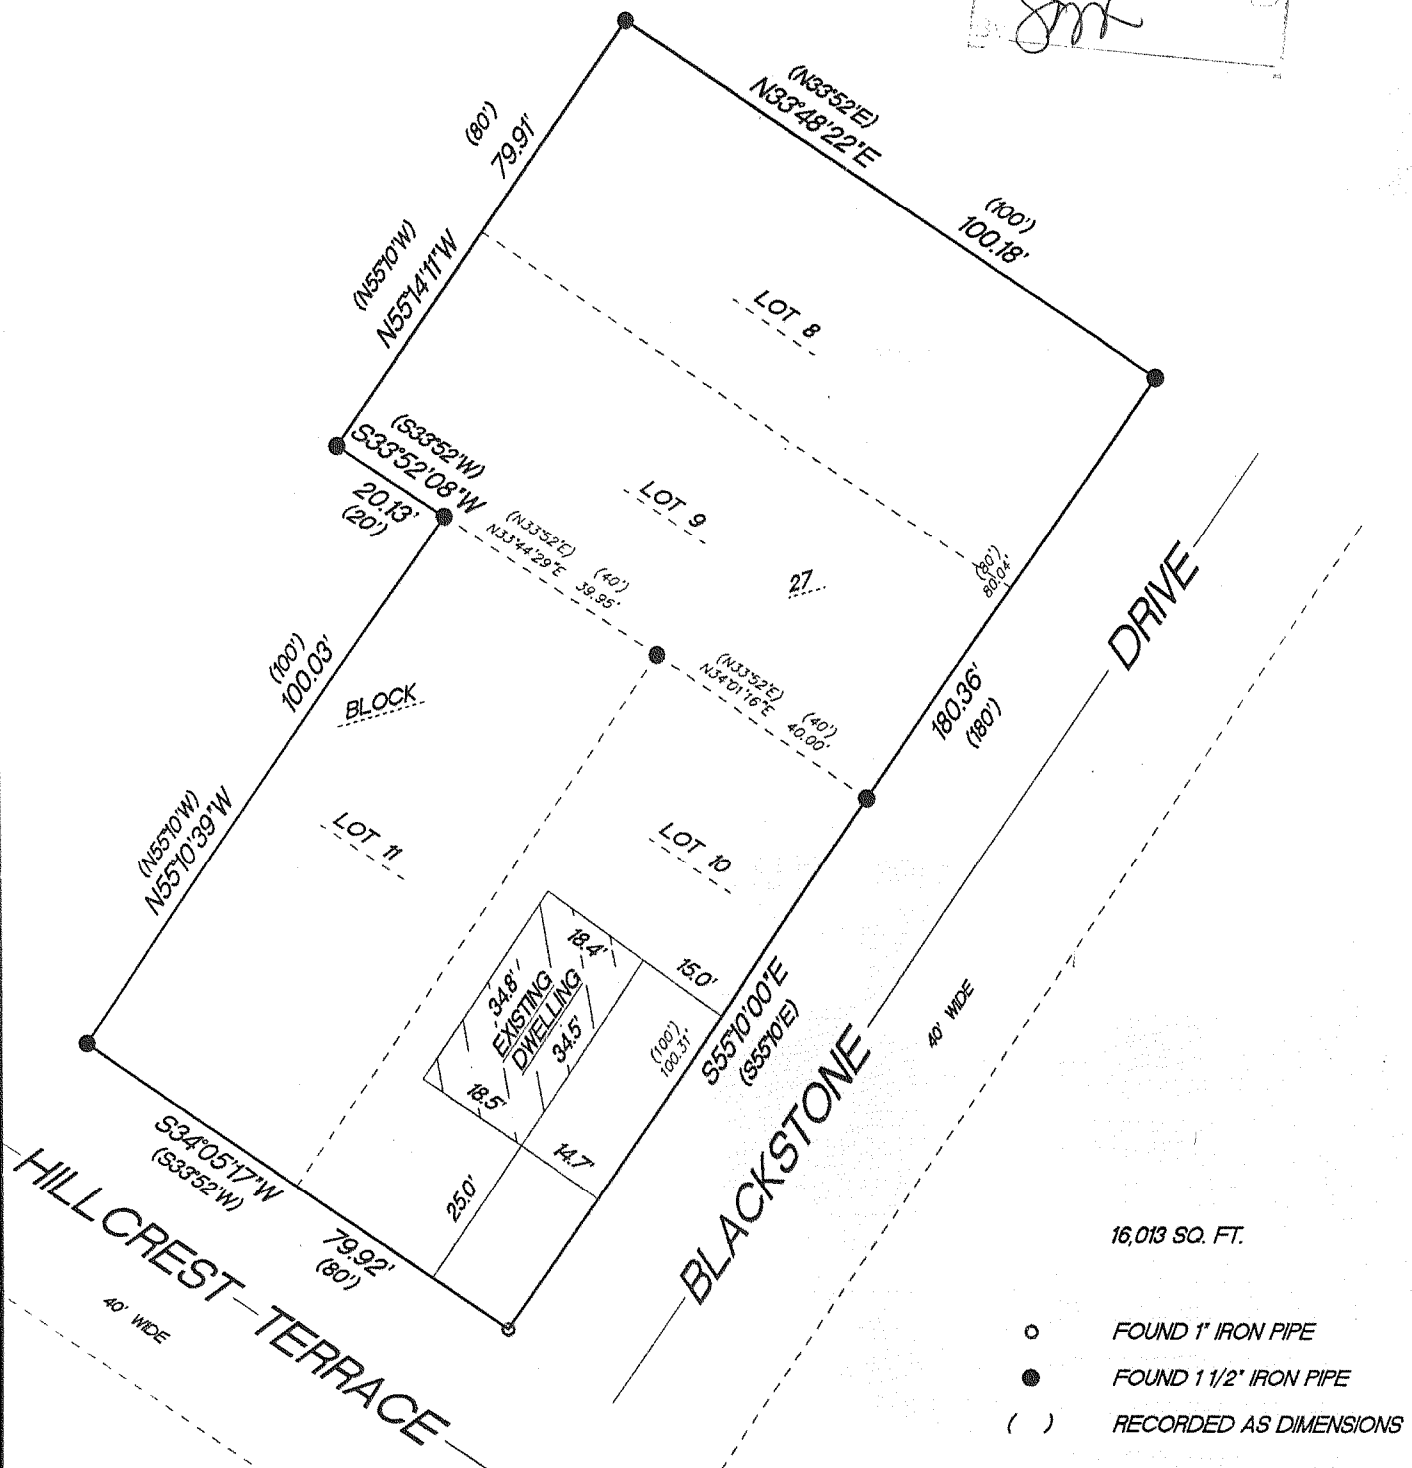 (N33°52'E)
N33°48'22"E
(80')
79.91'
(100')
100.18'
(N55°10'W)
N55°14'11"W
LOT 8
(S33°52'W)
S33°52'08"W
20.13'
(20')
LOT 9
(N33°52'E)
N33°44'29"E
(40')
39.95'
27
(80')
80.04'
DRIVE
(100')
100.03'
BLOCK
(N33°52'E)
N34°01'16"E
(40')
40.00'
180.36'
(180')
(N55°10'W)
N55°10'39"W
LOT 11
LOT 10
18.4'
15.0'
34.8'
EXISTING
DWELLING
34.5'
(100')
100.31'
S55°10'00"E
(S55°10'E)
40' WIDE
BLACKSTONE
18.5'
14.7'
25.0'
S34°05'17"W
(S33°52'W)
79.92'
(80')
HILLCREST TERRACE
40' WIDE
16,013 SQ. FT.
FOUND 1" IRON PIPE
FOUND 1 1/2" IRON PIPE
( ) RECORDED AS DIMENSIONS